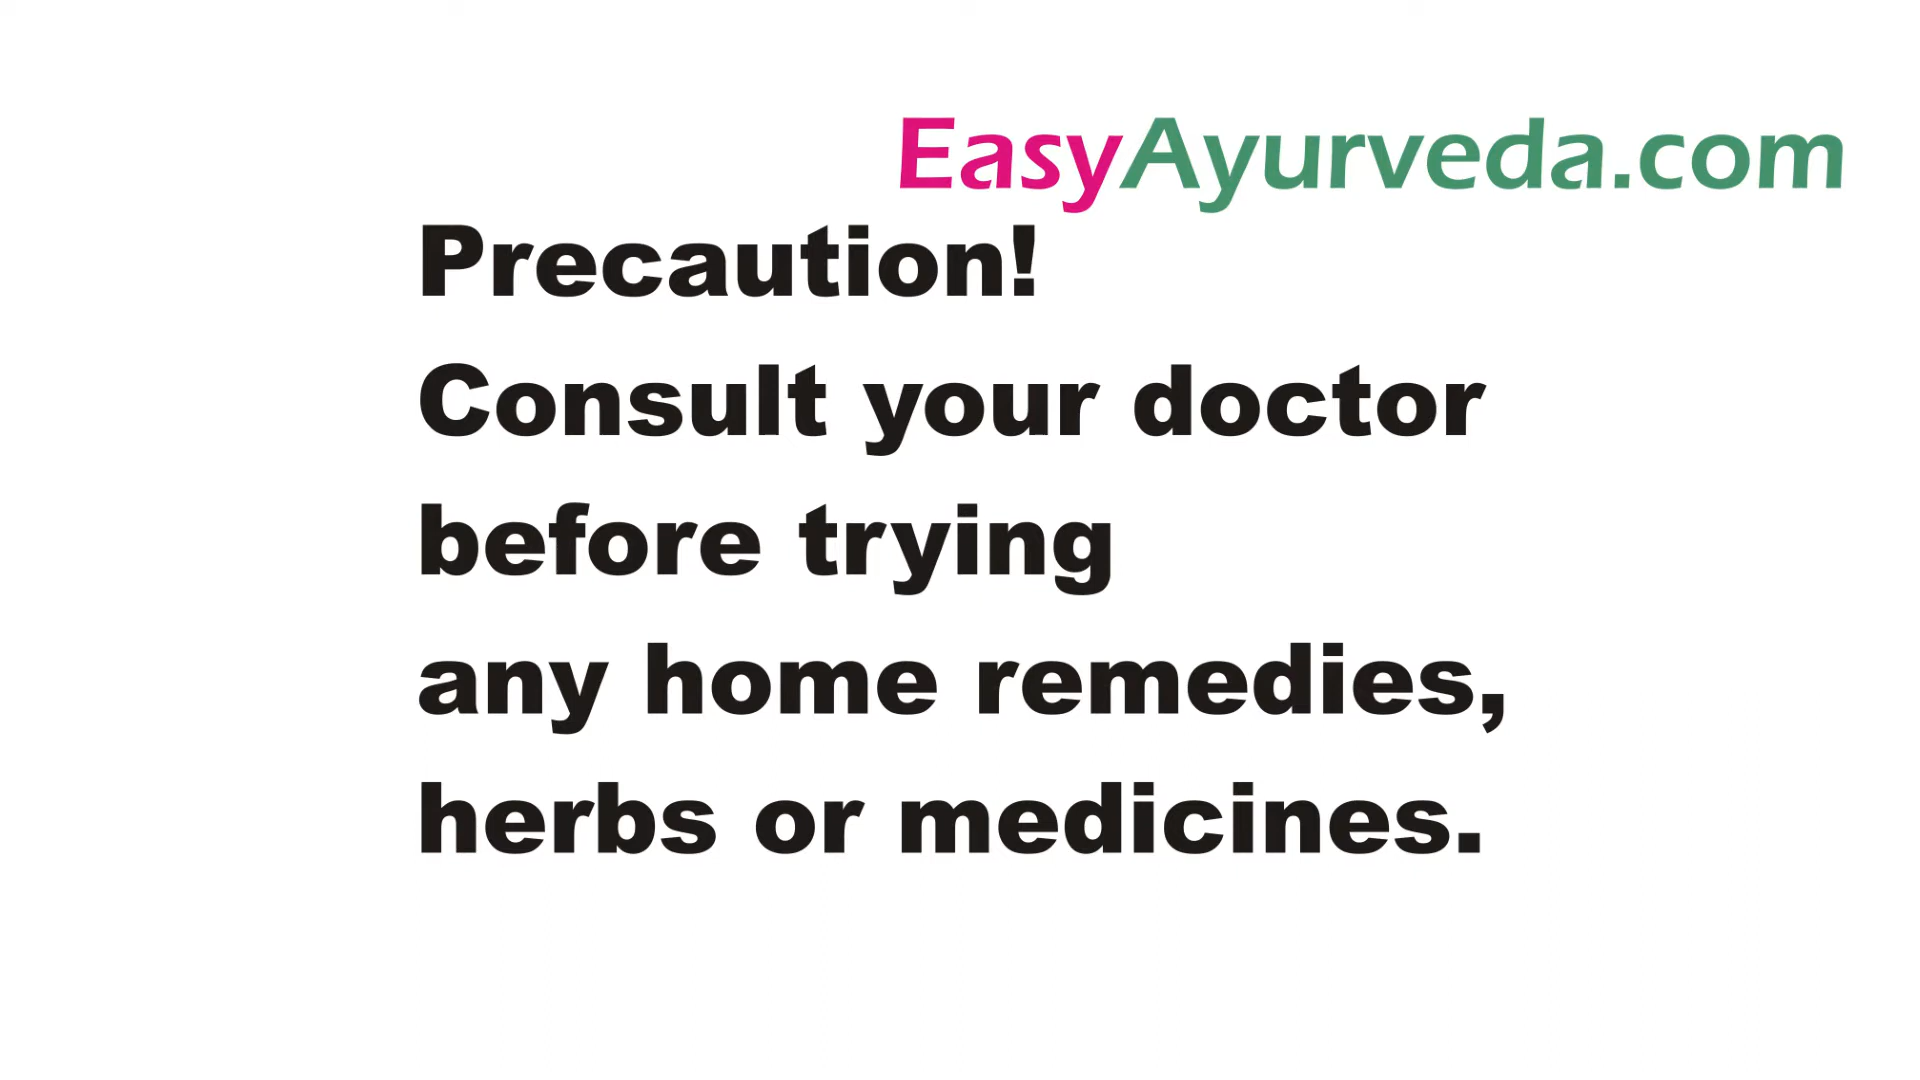 EasyAyurveda.com
Precaution!
Consult your doctor
before trying
any home remedies,
herbs or medicines.